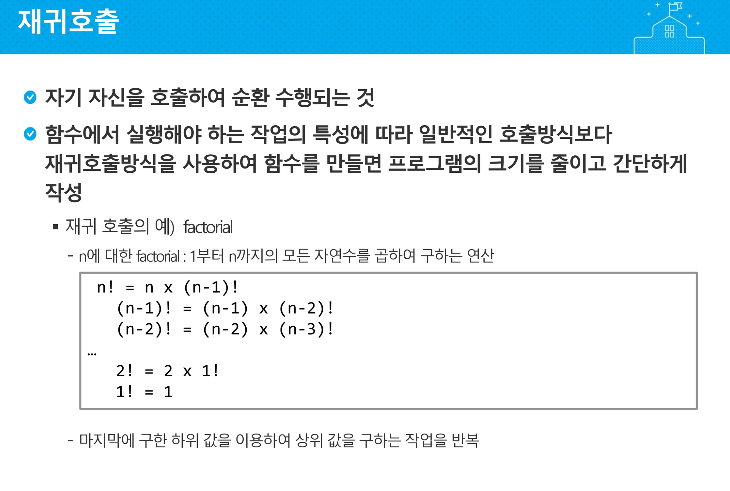 재귀호출
자기 자신을 호출하여 순환 수행되는 것
함수에서 실행해야 하는 작업의 특성에 따라 일반적인 호출방식보다
재귀호출방식을 사용하여 함수를 만들면 프로그램의 크기를 줄이고 간단하게
작성
▪ 재귀 호출의 예) factorial
- n에 대한 factorial : 1부터 n까지의 모든 자연수를 곱하여 구하는 연산
n! = n x (n-1)!
(n-1)! = (n-1) x (n-2)!
(n-2)! = (n-2) x (n-3)!
…
2! = 2 x 1!
1! = 1
- 마지막에 구한 하위 값을 이용하여 상위 값을 구하는 작업을 반복